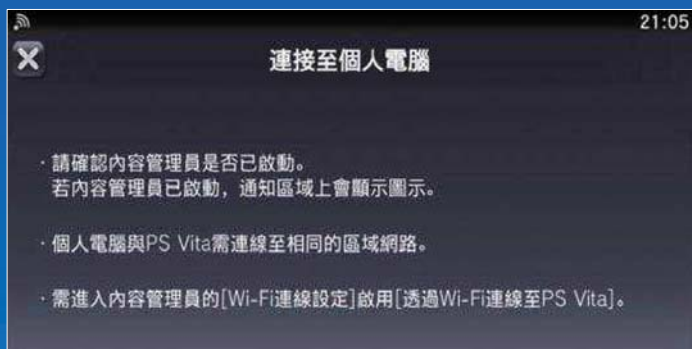 21:05
連接至個人電腦
·請確認內容管理員是否已啟動。
若內容管理員已啟動，通知區域上會顯示圖示。
·個人電腦與PS Vita需連線至相同的區域網路。
·需進入內容管理員的[Wi-Fi連線設定]啟用[透過Wi-Fi連線至PS Vita]。